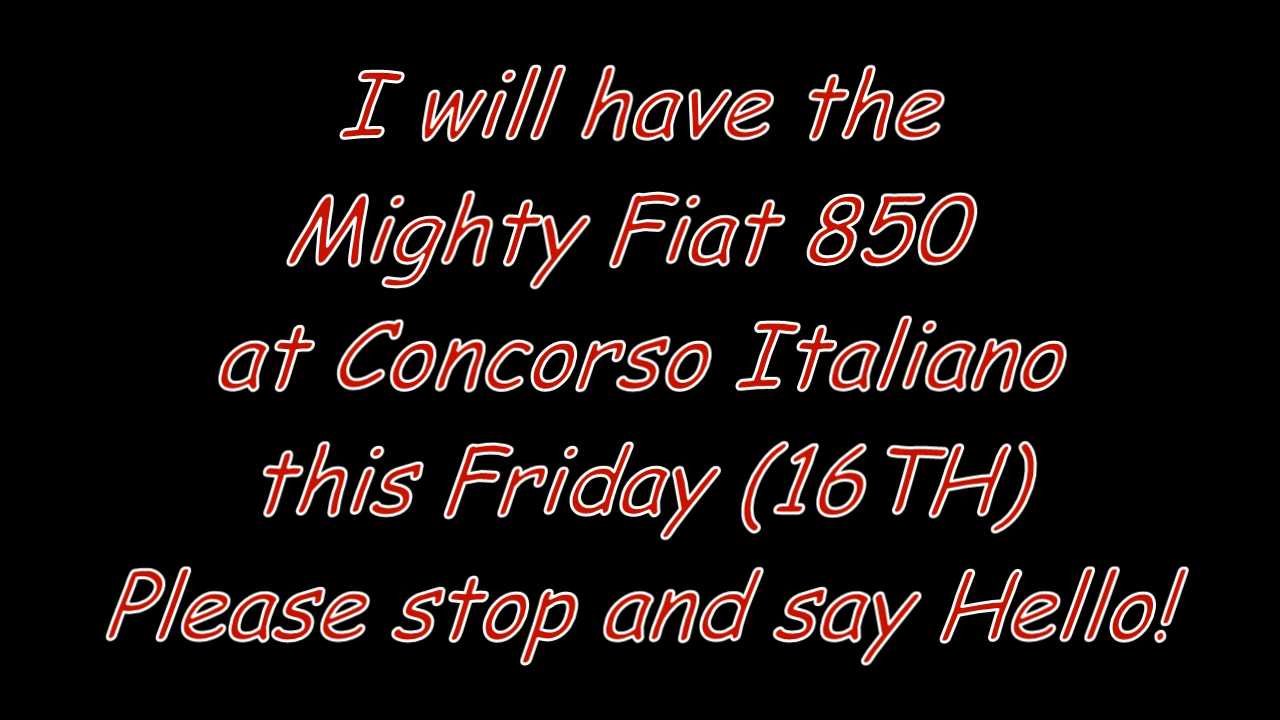 I will have the
Mighty Fiat 850
at Concorso Italiano
this Friday (16TH)
Please stop and say Hello!